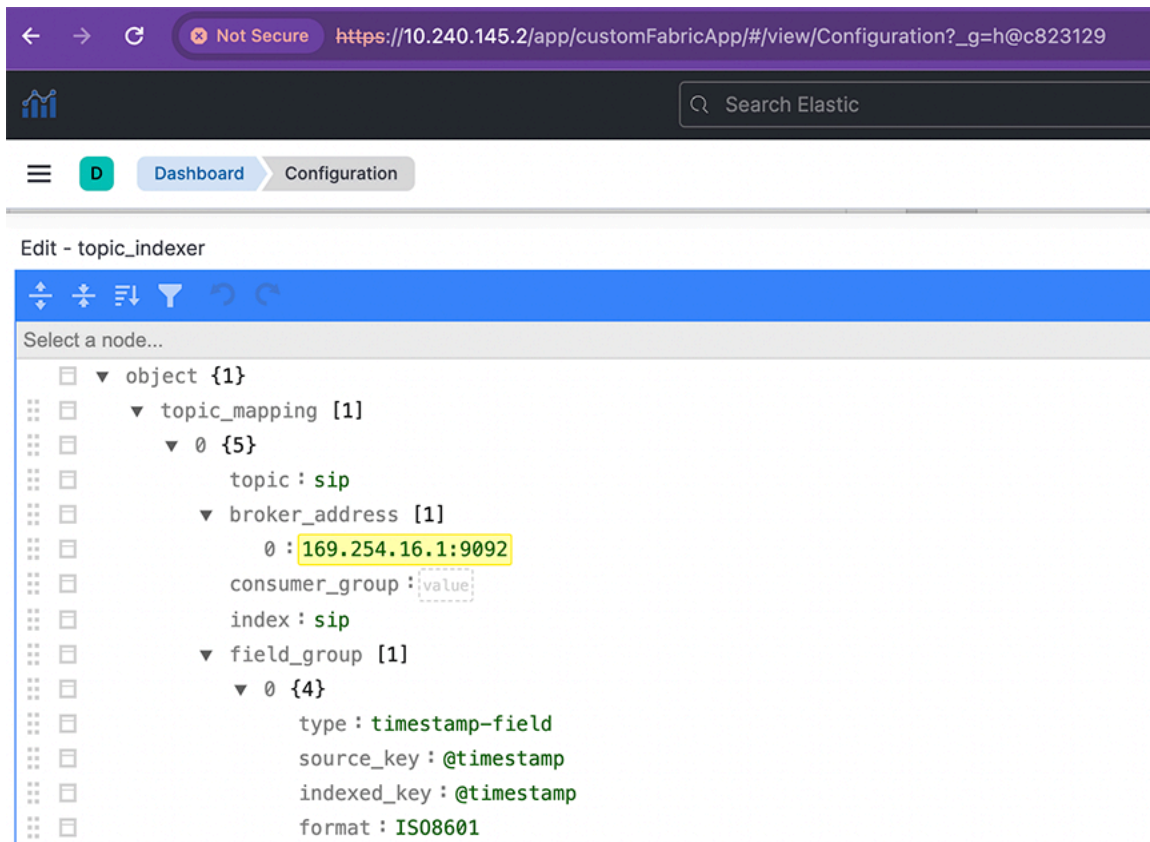 Not Secure https://10.240.145.2/app/customFabricApp/#/view/Configuration?_g=h@c823129
Search Elastic
D Dashboard Configuration
Edit - topic_indexer
Select a node...
object {1}
topic_mapping [1]
0 {5}
topic : sip
broker_address [1]
0 : 169.254.16.1:9092
consumer_group : value
index : sip
field_group [1]
0 {4}
type : timestamp-field
source_key : @timestamp
indexed_key : @timestamp
format : ISO8601